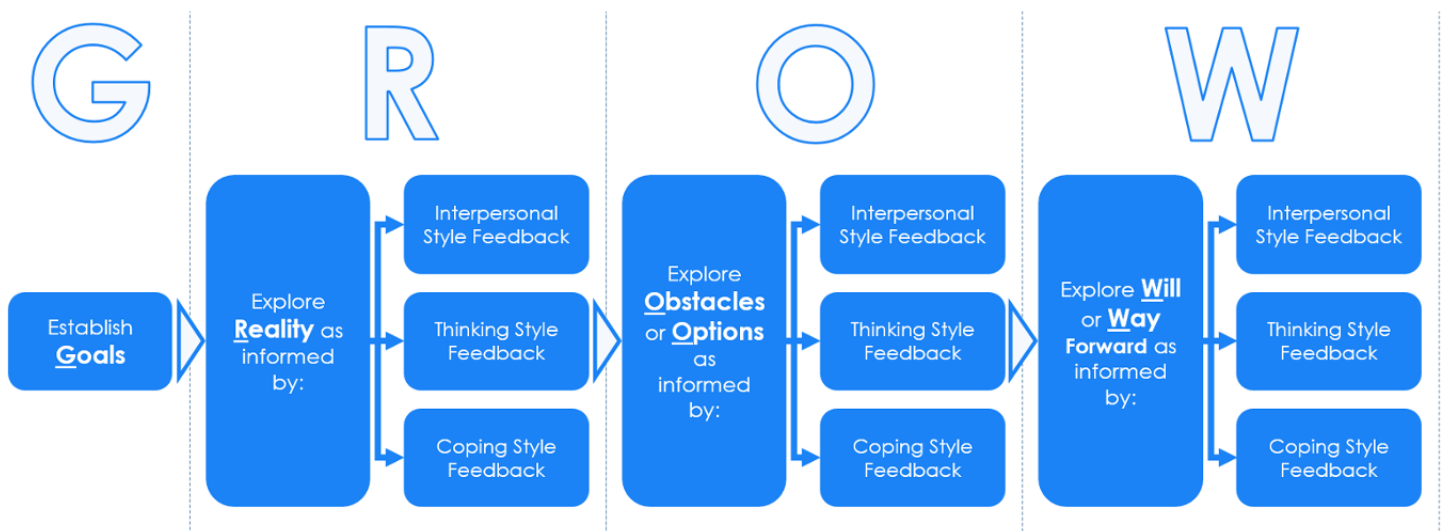 G
R
O
W
Establish
Goals
Explore
Reality as
informed
by:
Interpersonal
Style Feedback
Thinking Style
Feedback
Coping Style
Feedback
Explore
Obstacles
or Options
as
informed
by:
Interpersonal
Style Feedback
Thinking Style
Feedback
Coping Style
Feedback
Explore Will
or Way
Forward as
informed
by:
Interpersonal
Style Feedback
Thinking Style
Feedback
Coping Style
Feedback